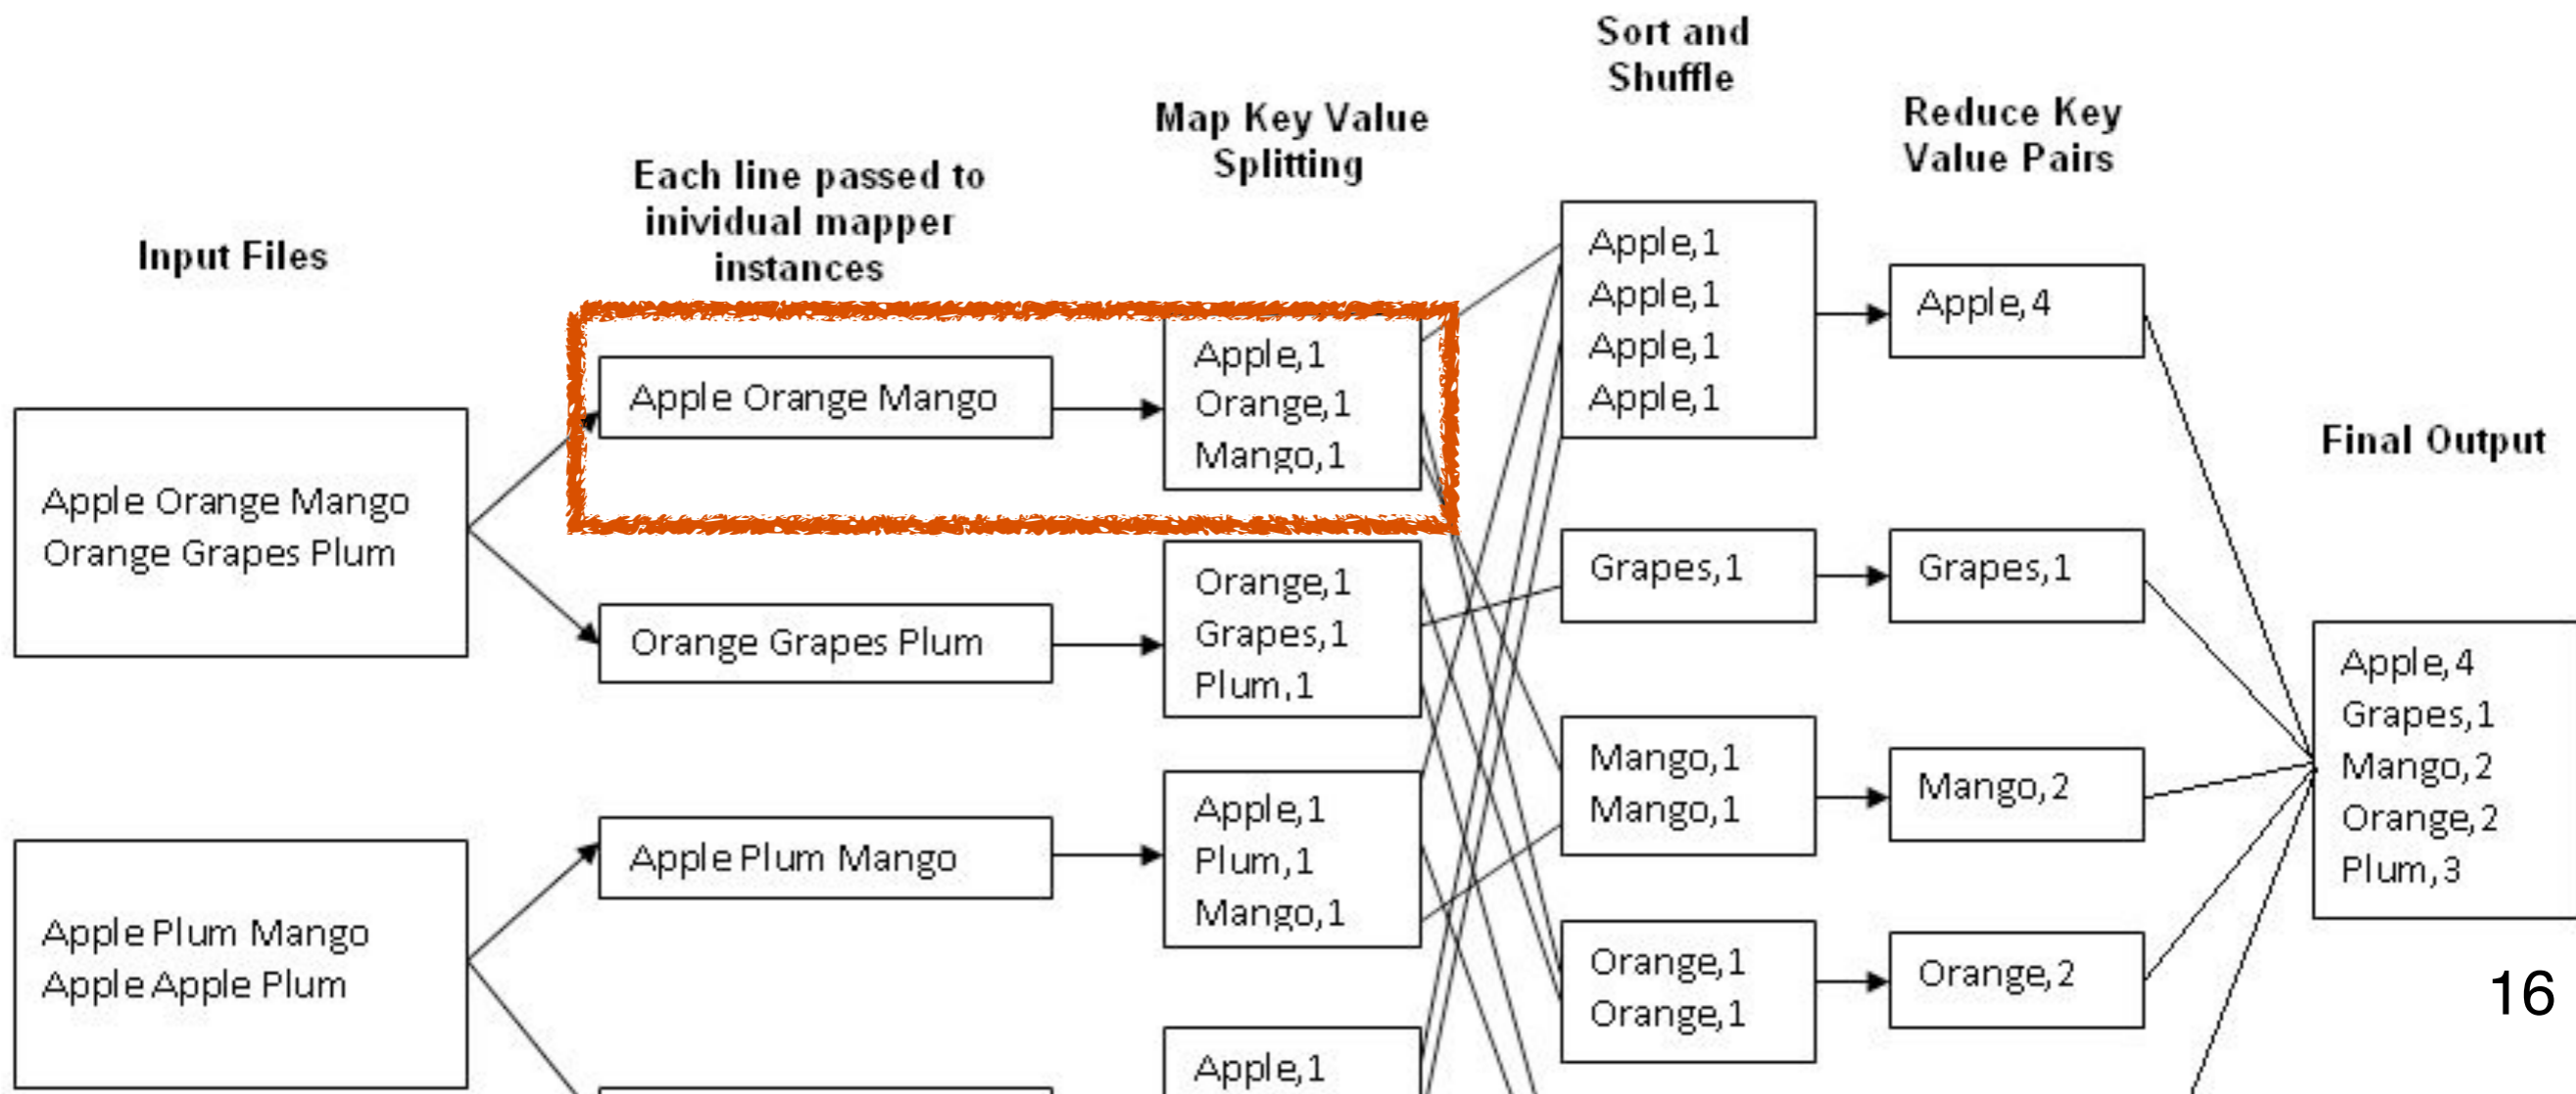 Input Files
Each line passed to
inividual mapper
instances
Map Key Value
Splitting
Sort and
Shuffle
Reduce Key
Value Pairs
Final Output
Apple Orange Mango
Orange Grapes Plum
Apple Plum Mango
Apple Apple Plum
Apple Orange Mango
Orange Grapes Plum
Apple Plum Mango
Apple,1
Orange,1
Mango,1
Orange,1
Grapes,1
Plum,1
Apple,1
Plum,1
Mango,1
Apple,1
Apple,1
Apple,1
Apple,1
Apple,1
Grapes,1
Mango,1
Mango,1
Orange,1
Orange,1
Apple,4
Grapes,1
Mango,2
Orange,2
Apple,4
Grapes,1
Mango,2
Orange,2
Plum,3
16